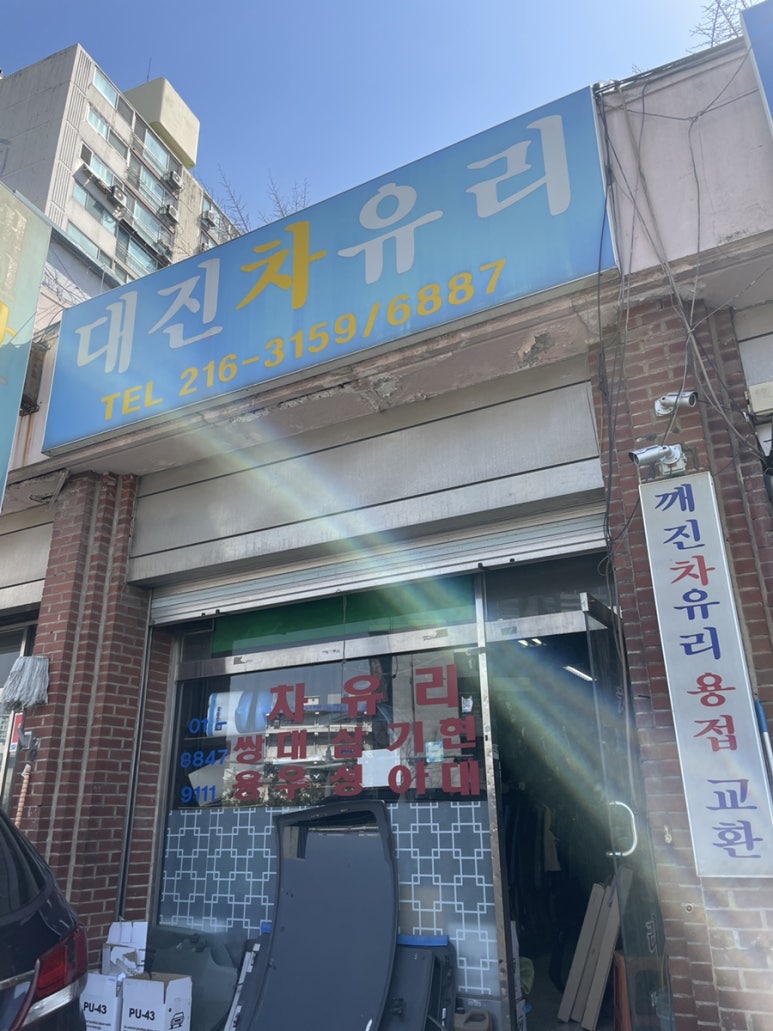 대진차유리
TEL 216-3159/6887
깨진차유리 용접 교환
차유리
8847 쌍대삼기현
9111 용우성아대
PU-43
PU-43